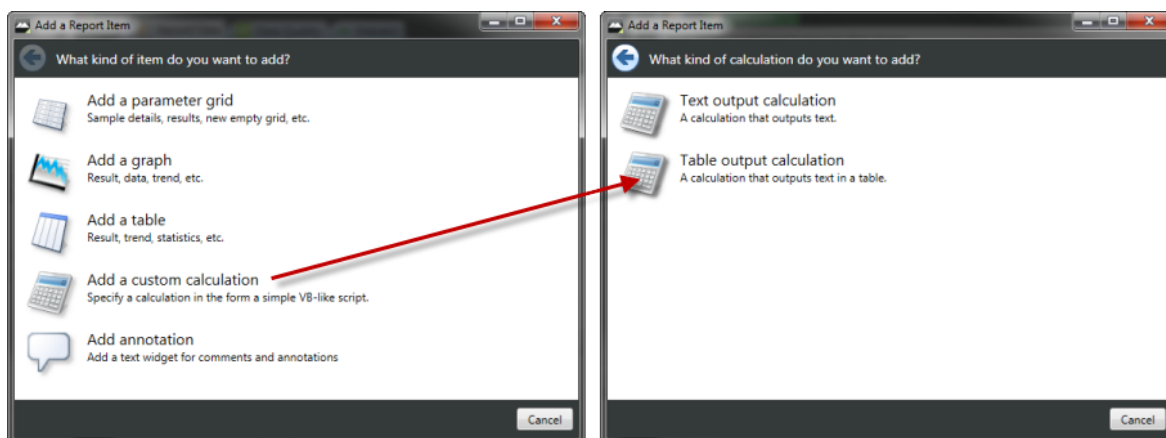 Add a Report Item
What kind of item do you want to add?
Add a parameter grid
Sample details, results, new empty grid, etc.
Add a graph
Result, data, trend, etc.
Add a table
Result, trend, statistics, etc.
Add a custom calculation
Specify a calculation in the form a simple VB-like script.
Add annotation
Add a text widget for comments and annotations
Cancel
Add a Report Item
What kind of calculation do you want to add?
Text output calculation
A calculation that outputs text.
Table output calculation
A calculation that outputs text in a table.
Cancel